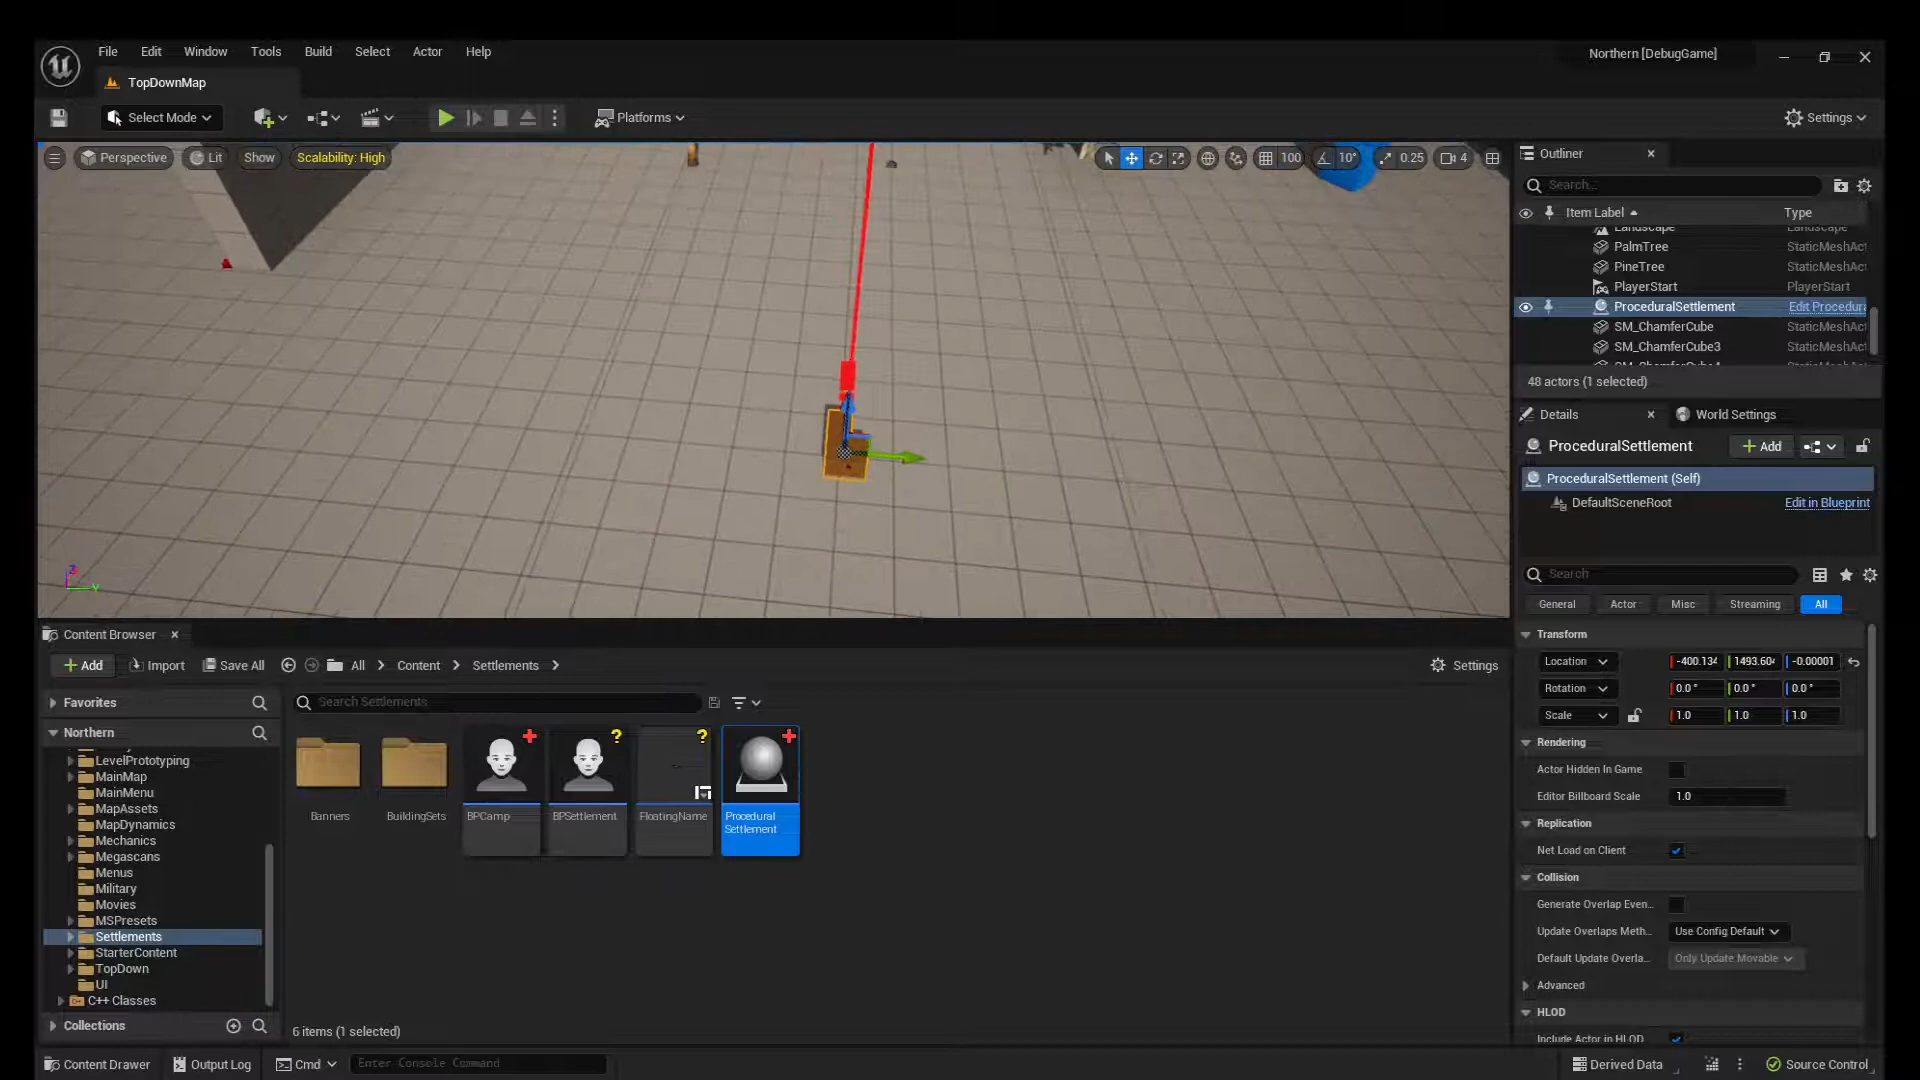 File Edit Window Tools Build Select Actor Help
Northern [DebugGame]
TopDownMap
Select Mode
Platforms
Settings
Perspective Lit Show Scalability: High
100 10° 0.25 4
Outliner
Search...
Item Label Type
Landscape Landscape
PalmTree StaticMeshAct
PineTree StaticMeshAct
PlayerStart PlayerStart
ProceduralSettlement Edit Procedura
SM_ChamferCube StaticMeshAct
SM_ChamferCube3 StaticMeshAct
48 actors (1 selected)
Details World Settings
ProceduralSettlement Add
ProceduralSettlement (Self)
DefaultSceneRoot Edit in Blueprint
Search
General Actor Misc Streaming All
Transform
Location -400.134 1493.604 -0.00001
Rotation 0.0 ° 0.0 ° 0.0 °
Scale 1.0 1.0 1.0
Rendering
Actor Hidden In Game
Editor Billboard Scale 1.0
Replication
Net Load on Client
Collision
Generate Overlap Even...
Update Overlaps Meth... Use Config Default
Default Update Overla... Only Update Movable
Advanced
HLOD
Include Actor in HLOD
Z
Y
Content Browser
Add Import Save All All Content Settlements Settings
Favorites
Search Settlements
Northern
LevelPrototyping
MainMap
MainMenu
MapAssets
MapDynamics
Mechanics
Megascans
Menus
Military
Movies
MSPresets
Settlements
StarterContent
TopDown
UI
C++ Classes
Collections
Banners BuildingSets BPCamp BPSettlement FloatingName Procedural
Settlement
6 items (1 selected)
Content Drawer Output Log Cmd Enter Console Command
Derived Data Source Control